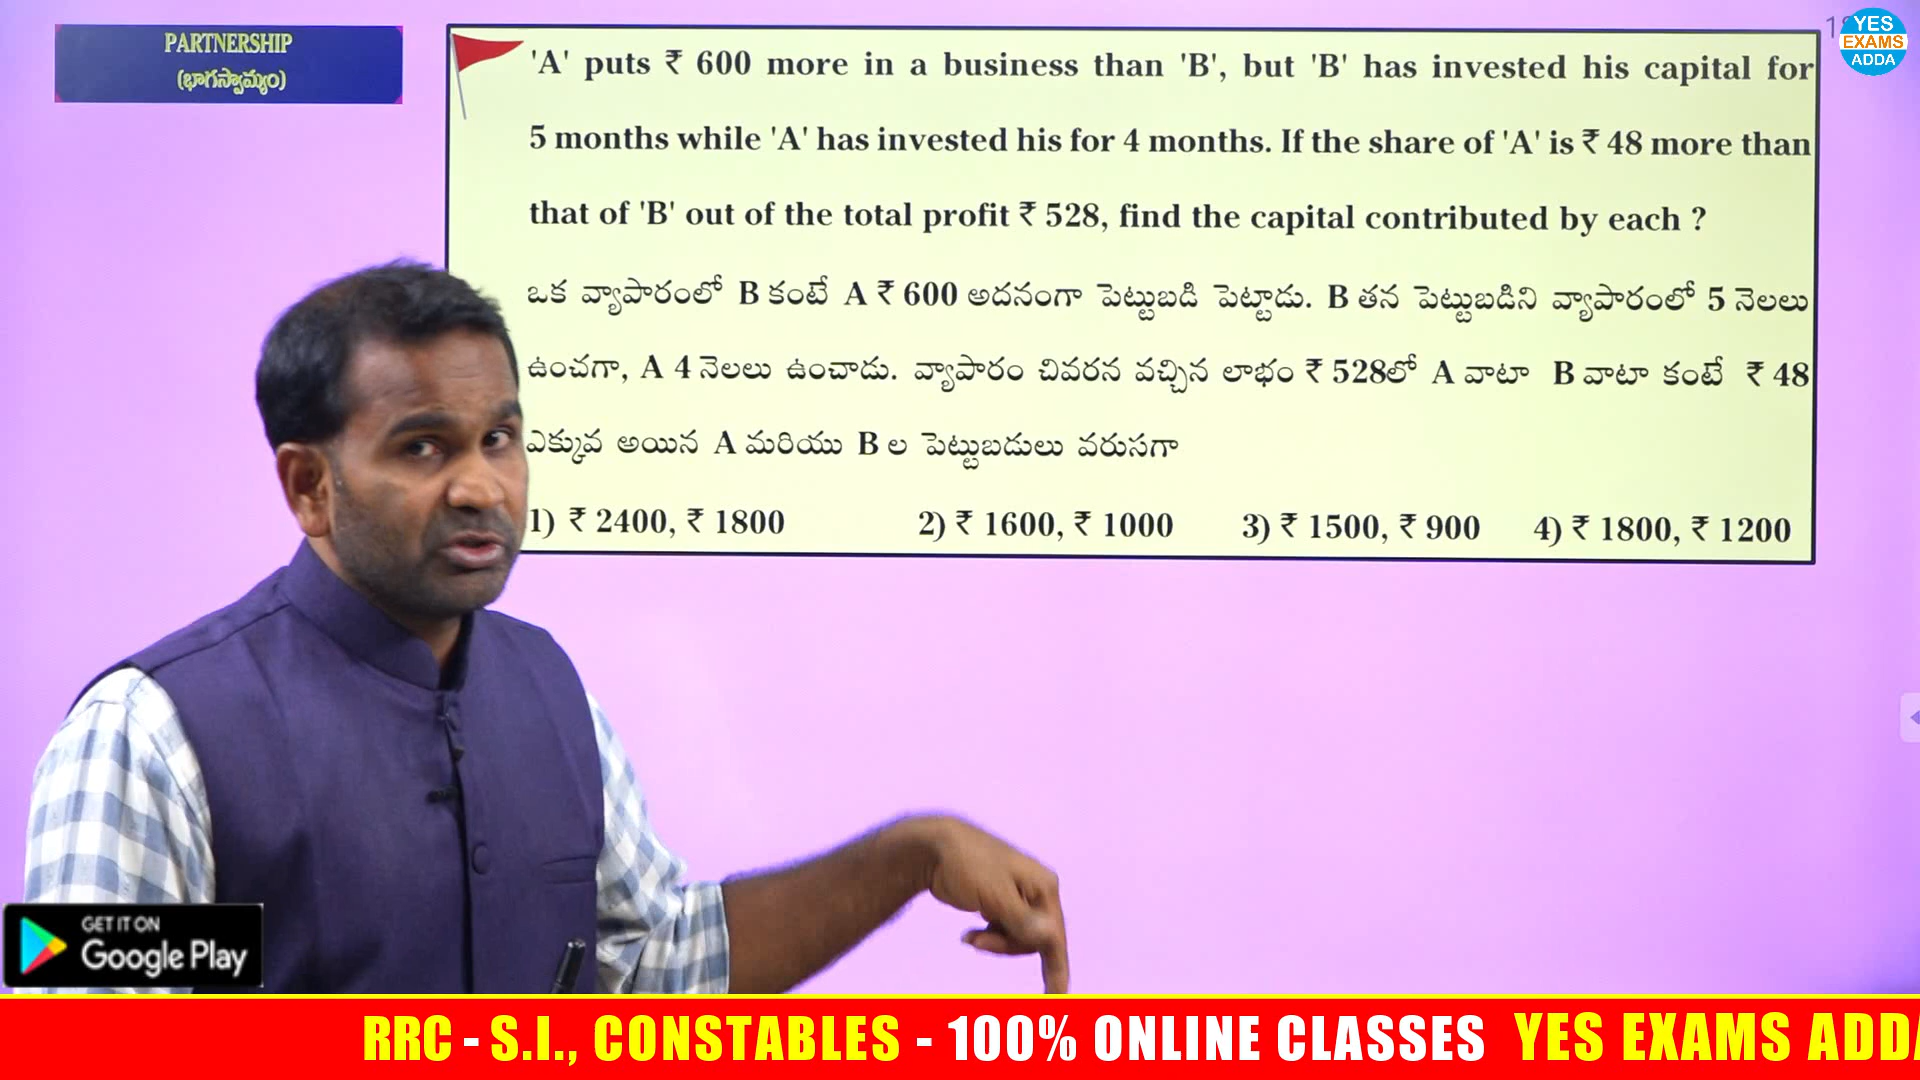 PARTNERSHIP
(భాగస్వామ్యం)
YES
EXAMS
ADDA
'A' puts ₹ 600 more in a business than 'B', but 'B' has invested his capital for
5 months while 'A' has invested his for 4 months. If the share of 'A' is ₹ 48 more than
that of 'B' out of the total profit ₹ 528, find the capital contributed by each ?
ఒక వ్యాపారంలో B కంటే A ₹ 600 అదనంగా పెట్టుబడి పెట్టాడు. B తన పెట్టుబడిని వ్యాపారంలో 5 నెలలు
ఉంచగా, A 4 నెలలు ఉంచాడు. వ్యాపారం చివరన వచ్చిన లాభం ₹ 528లో A వాటా B వాటా కంటే ₹ 48
ఎక్కువ అయిన A మరియు B ల పెట్టుబడులు వరుసగా
1) ₹ 2400, ₹ 1800 2) ₹ 1600, ₹ 1000 3) ₹ 1500, ₹ 900 4) ₹ 1800, ₹ 1200
GET IT ON
Google Play
RRC - S.I., CONSTABLES - 100% ONLINE CLASSES YES EXAMS ADDA